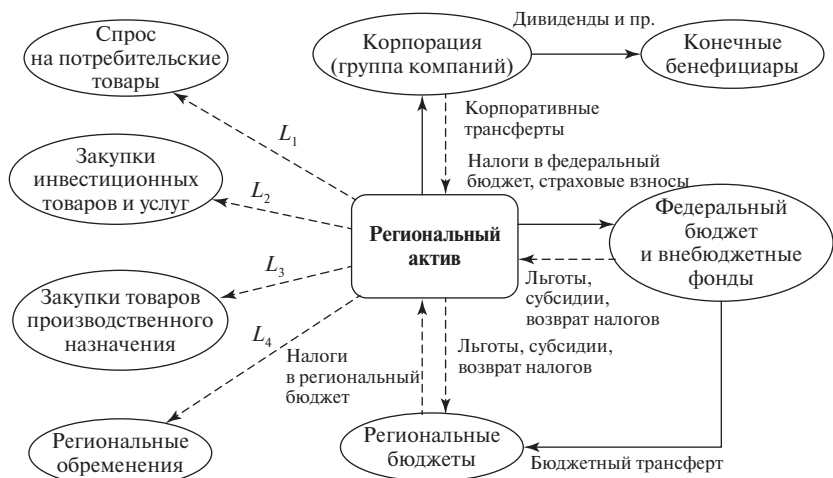 Спрос
на потребительские
товары
Корпорация
(группа компаний)
Дивиденды и пр.
Конечные
бенефициары
Корпоративные
трансферты
L1
Закупки
инвестиционных
товаров и услуг
L2
Налоги в федеральный
бюджет, страховые взносы
Региональный
актив
Федеральный
бюджет
и внебюджетные
фонды
Льготы,
субсидии,
возврат налогов
L3
Закупки товаров
производственного
назначения
L4
Налоги
в региональный
бюджет
Льготы, субсидии,
возврат налогов
Региональные
обременения
Региональные
бюджеты
Бюджетный трансферт